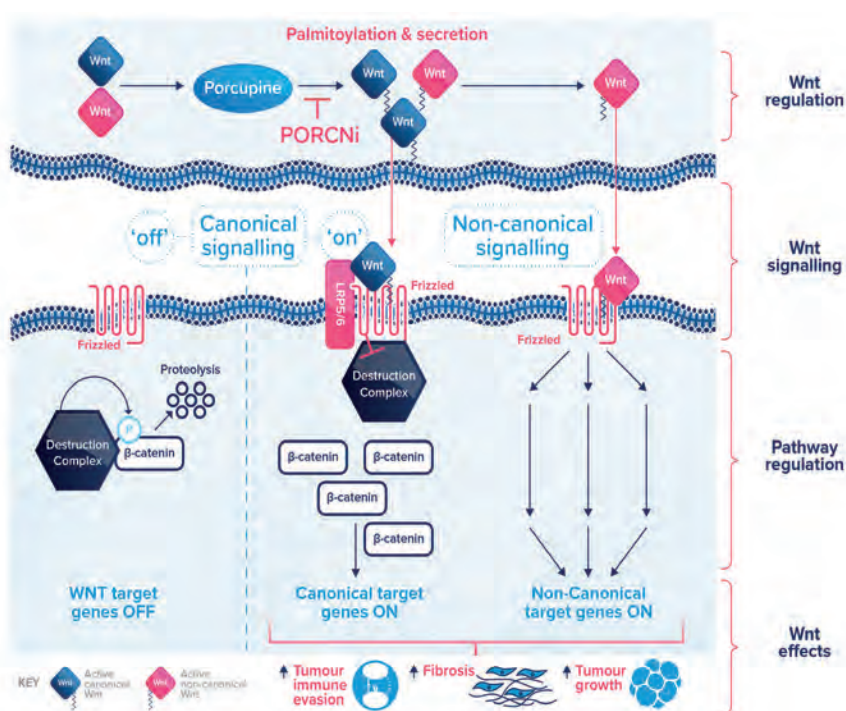 Palmitoylation & secretion
Wnt
Wnt
Porcupine
PORCNi
Wnt
Wnt
Wnt
Wnt
Wnt
regulation
'off'
Canonical
signalling
'on'
Non-canonical
signalling
Wnt
signalling
Wnt
LRP5/6
Frizzled
Wnt
Frizzled
Frizzled
Proteolysis
P
Destruction
Complex
β-catenin
Destruction
Complex
β-catenin
β-catenin
β-catenin
β-catenin
Pathway
regulation
WNT target
genes OFF
Canonical target
genes ON
Non-Canonical
target genes ON
Wnt
effects
KEY
Wnt
Active
canonical
Wnt
Wnt
Active
non-canonical
Wnt
Tumour
immune
evasion
Fibrosis
Tumour
growth